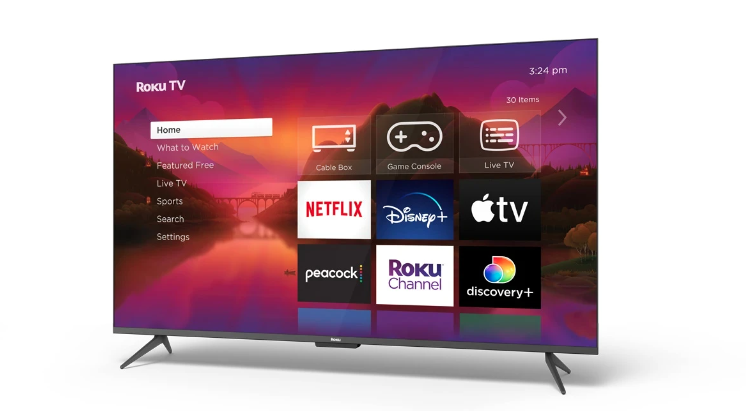 Roku TV
3:24 pm
30 Items
Home
What to Watch
Featured Free
Live TV
Sports
Search
Settings
Cable Box
Game Console
Live TV
NETFLIX
Disney+
tv
peacock
Roku
Channel
discovery+
Roku